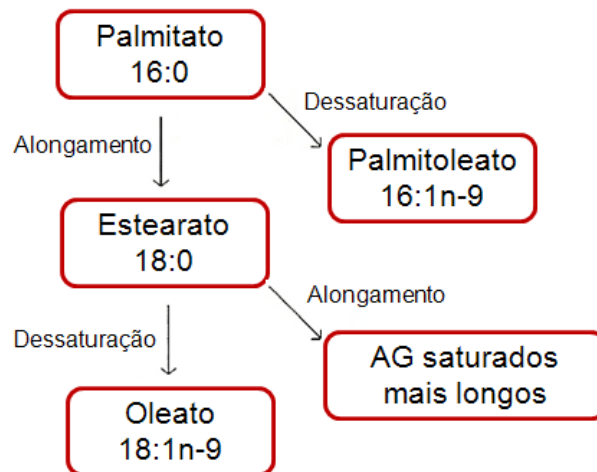 Palmitato
16:0
Dessaturação
Alongamento
Palmitoleato
16:1n-9
Estearato
18:0
Alongamento
Dessaturação
AG saturados
mais longos
Oleato
18:1n-9